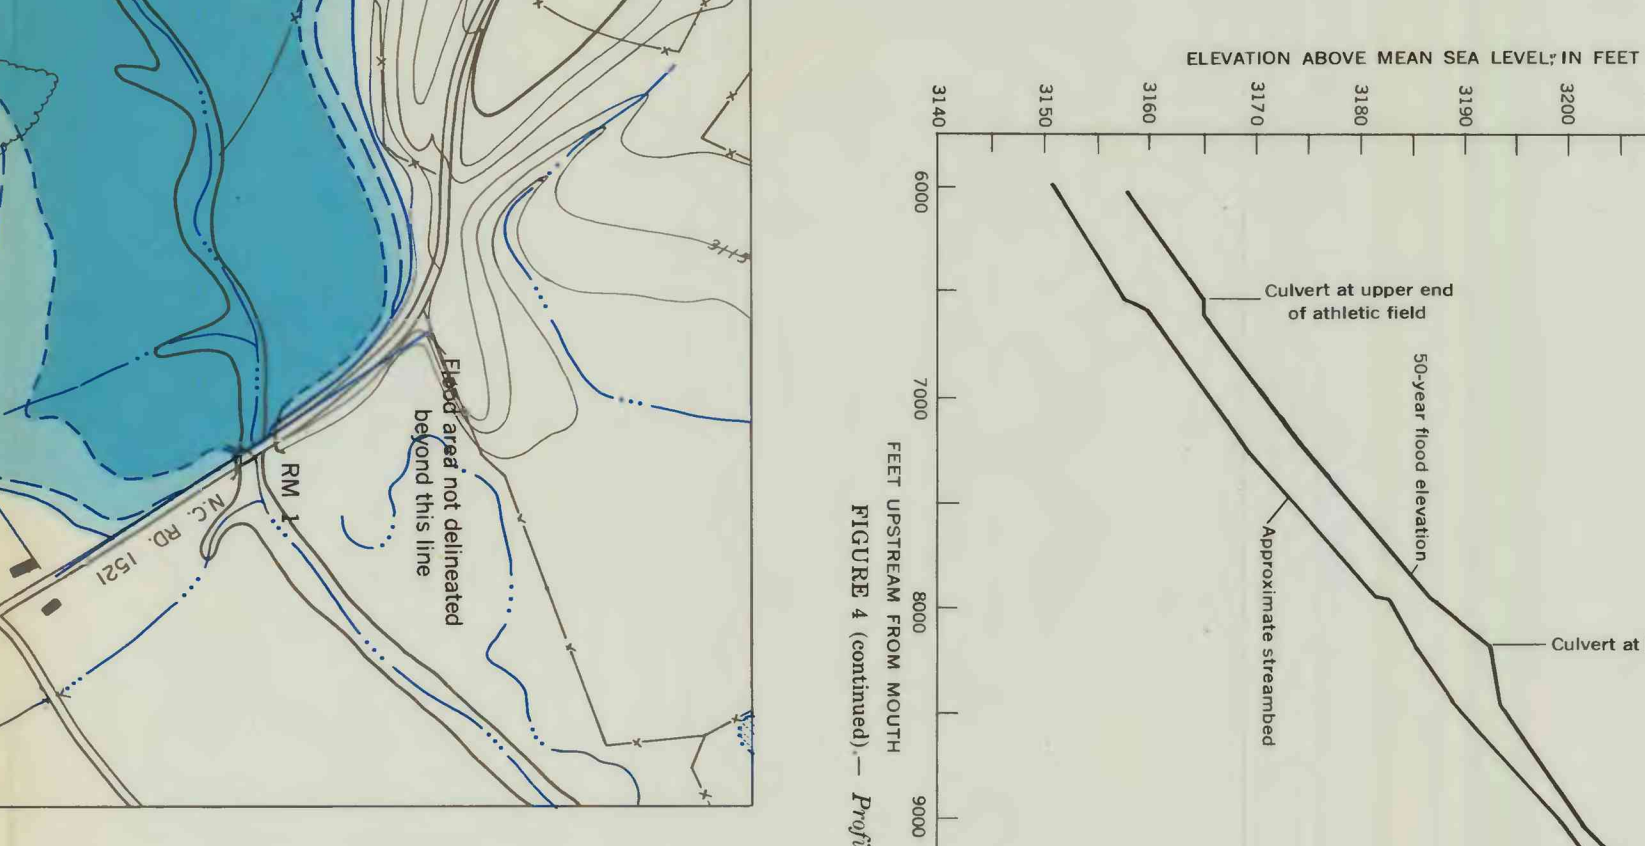 RM 1
N.C. RD. 1521
Flood area not delineated
beyond this line
ELEVATION ABOVE MEAN SEA LEVEL, IN FEET
3140
3150
3160
3170
3180
3190
3200
6000
7000
8000
9000
Culvert at upper end
of athletic field
50-year flood elevation
Approximate streambed
Culvert at
FEET UPSTREAM FROM MOUTH
FIGURE 4 (continued).— Profi